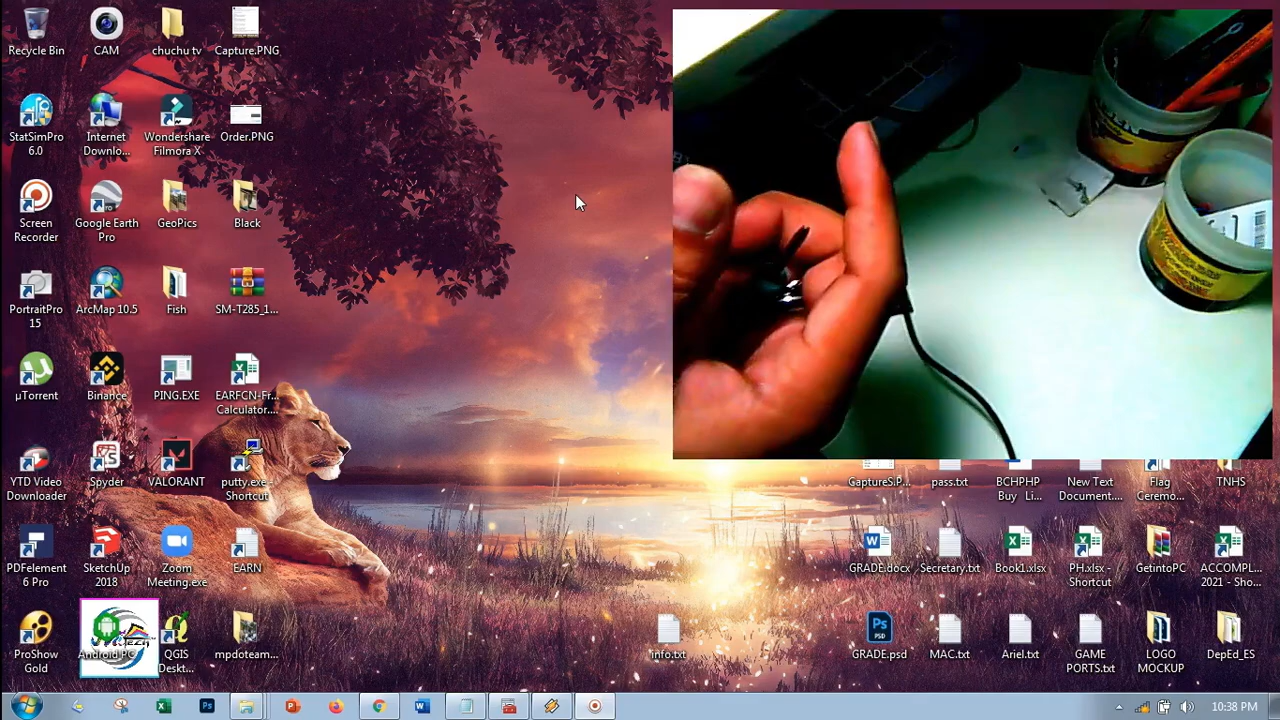 Recycle Bin
CAM
chuchu tv
Capture.PNG
StatSimPro
6.0
Internet
Downlo...
Wondershare
Filmora X
Order.PNG
Screen
Recorder
Google Earth
Pro
GeoPics
Black
PortraitPro
15
ArcMap 10.5
Fish
SM-T285_1...
µTorrent
Binance
PING.EXE
EARFCN-Fr...
Calculator....
YTD Video
Downloader
Spyder
VALORANT
putty.exe -
Shortcut
CaptureS.P...
pass.txt
BCHPHP
Buy Li...
New Text
Document....
Flag
Ceremo...
TNHS
PDFelement
6 Pro
SketchUp
2018
Zoom
Meeting.exe
EARN
GRADE.docx
Secretary.txt
Book1.xlsx
PH.xlsx -
Shortcut
GetintoPC
ACCOMPL...
2021 - Sho...
ProShow
Gold
Android PC
QGIS
Deskt...
mpdoteam...
info.txt
Ps
PSD
GRADE.psd
MAC.txt
Ariel.txt
GAME
PORTS.txt
LOGO
MOCKUP
DepEd_ES
10:38 PM